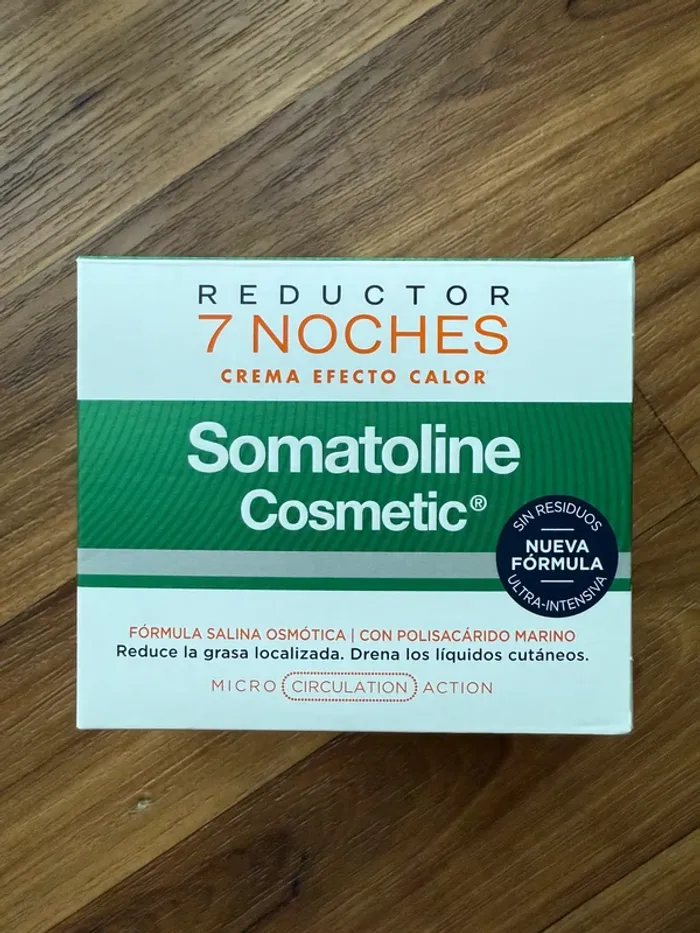 REDUCTOR
7 NOCHES
CREMA EFECTO CALOR
Somatoline
Cosmetic®
SIN RESIDUOS
NUEVA
FÓRMULA
ULTRA-INTENSIVA
FÓRMULA SALINA OSMÓTICA | CON POLISACÁRIDO MARINO
Reduce la grasa localizada. Drena los líquidos cutáneos.
MICRO CIRCULATION ACTION